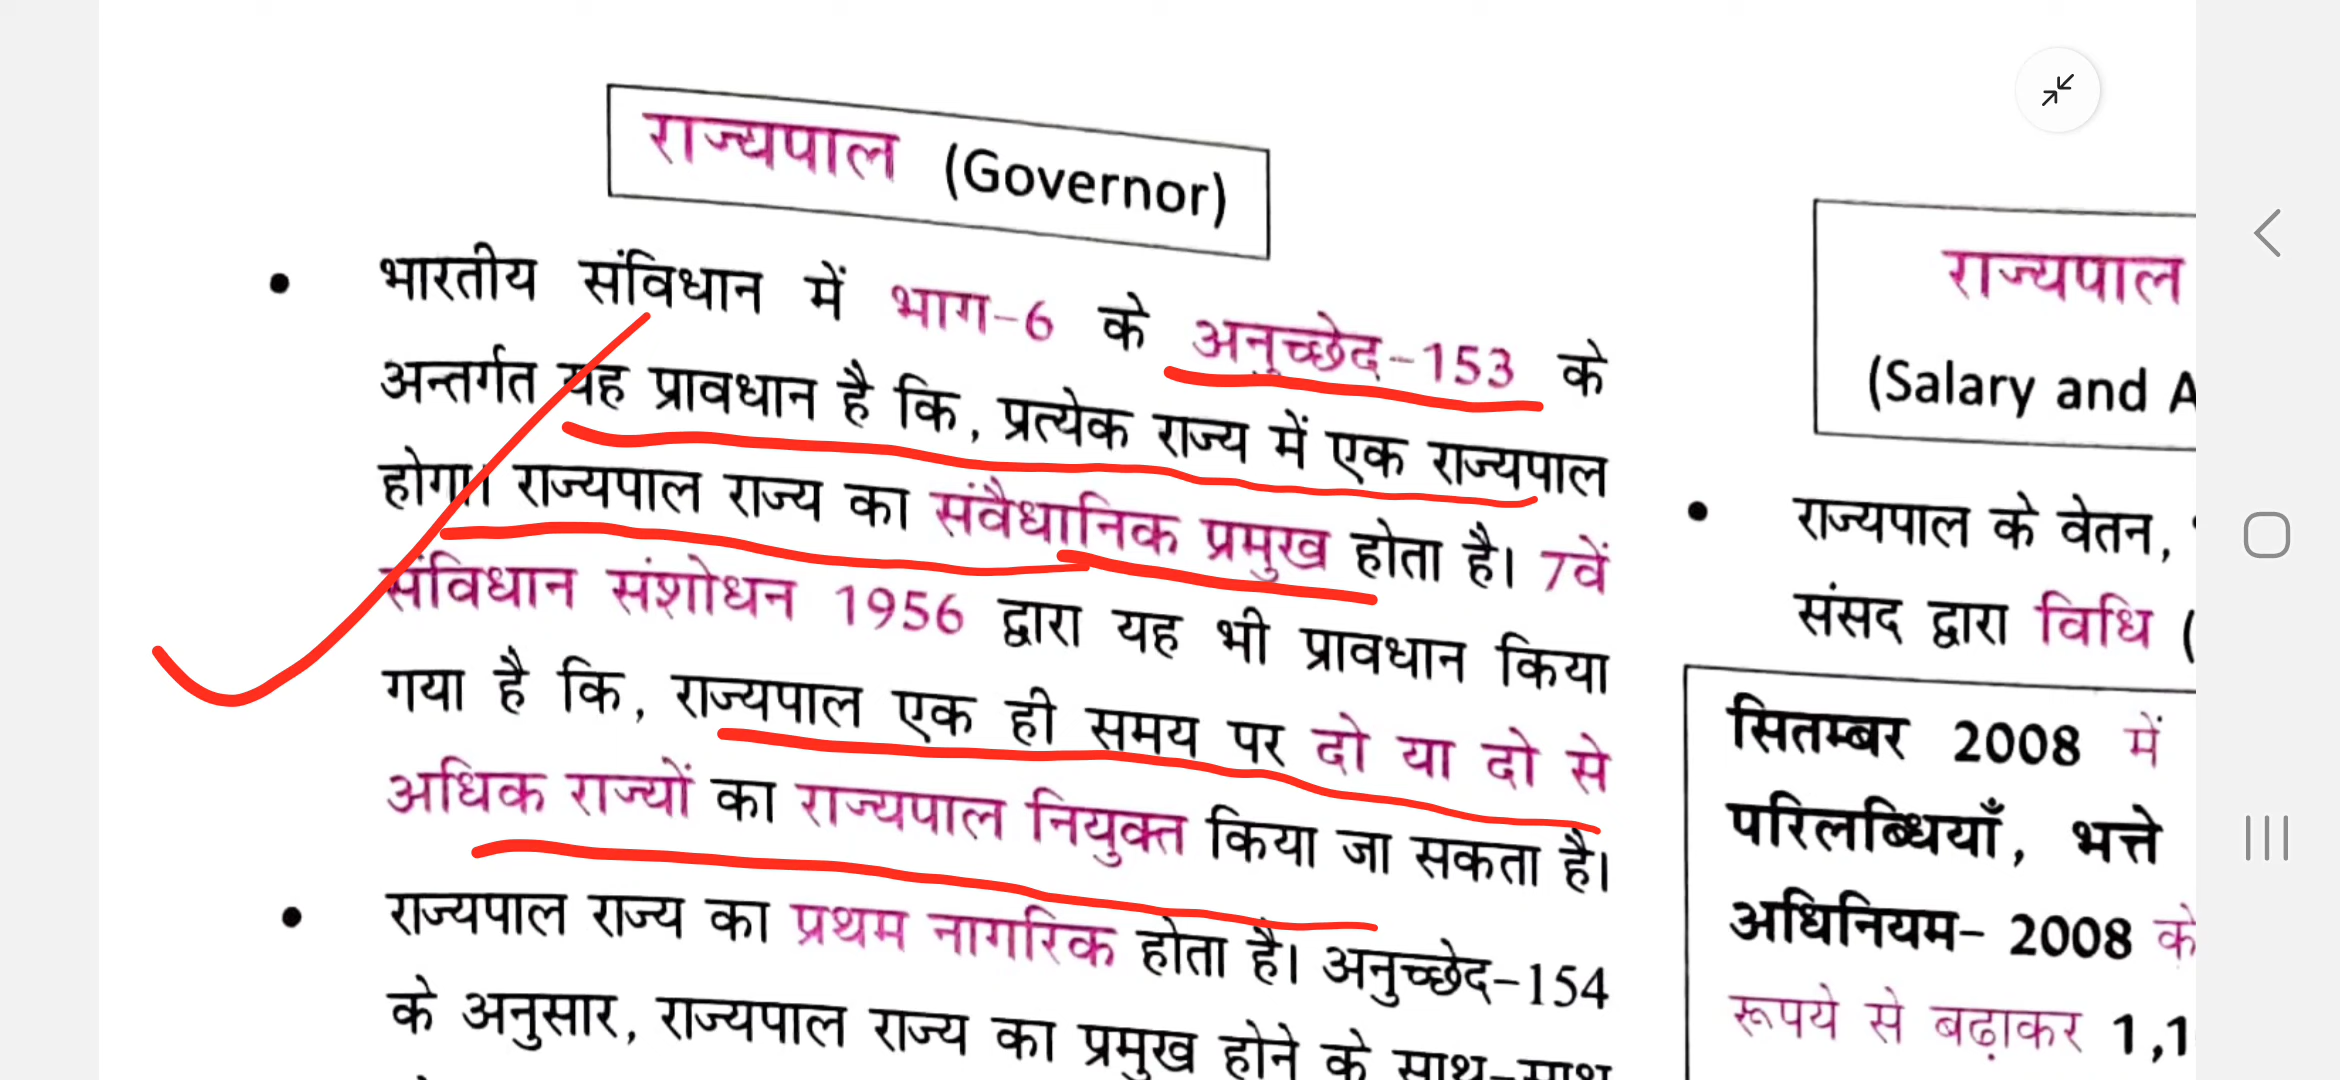 राज्यपाल (Governor)
भारतीय संविधान में भाग-6 के अनुच्छेद-153 के
अन्तर्गत यह प्रावधान है कि, प्रत्येक राज्य में एक राज्यपाल
होगा। राज्यपाल राज्य का संवैधानिक प्रमुख होता है। 7वें
संविधान संशोधन 1956 द्वारा यह भी प्रावधान किया
गया है कि, राज्यपाल एक ही समय पर दो या दो से
अधिक राज्यों का राज्यपाल नियुक्त किया जा सकता है।
राज्यपाल राज्य का प्रथम नागरिक होता है। अनुच्छेद-154
के अनुसार, राज्यपाल राज्य का प्रमुख होने के साथ-साथ
राज्यपाल
(Salary and A
राज्यपाल के वेतन,
संसद द्वारा विधि (
सितम्बर 2008 में
परिलब्धियाँ, भत्ते
अधिनियम- 2008 के
रूपये से बढ़ाकर 1,1